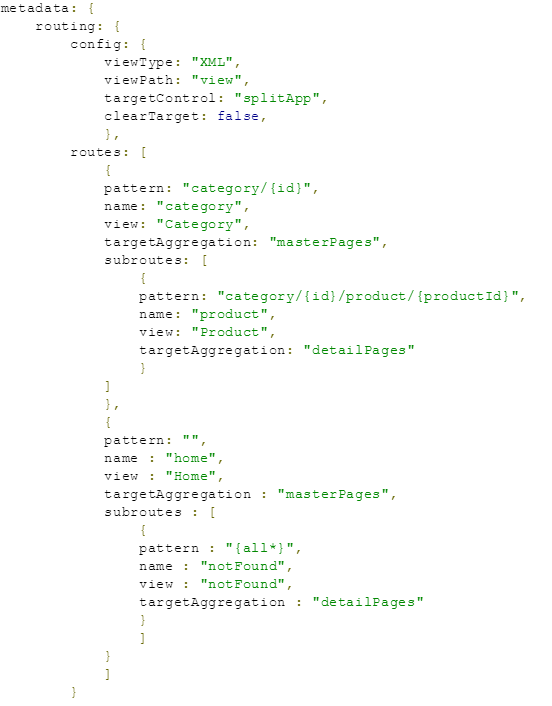 metadata: {
    routing: {
        config: {
            viewType: "XML",
            viewPath: "view",
            targetControl: "splitApp",
            clearTarget: false,
            },
        routes: [
            {
            pattern: "category/{id}",
            name: "category",
            view: "Category",
            targetAggregation: "masterPages",
            subroutes: [
                {
                pattern: "category/{id}/product/{productId}",
                name: "product",
                view: "Product",
                targetAggregation: "detailPages"
                }
            ]
            },
            {
            pattern: "",
            name : "home",
            view : "Home",
            targetAggregation : "masterPages",
            subroutes : [
                {
                pattern : "{all*}",
                name : "notFound",
                view : "notFound",
                targetAggregation : "detailPages"
                }
                ]
            }
            ]
        }